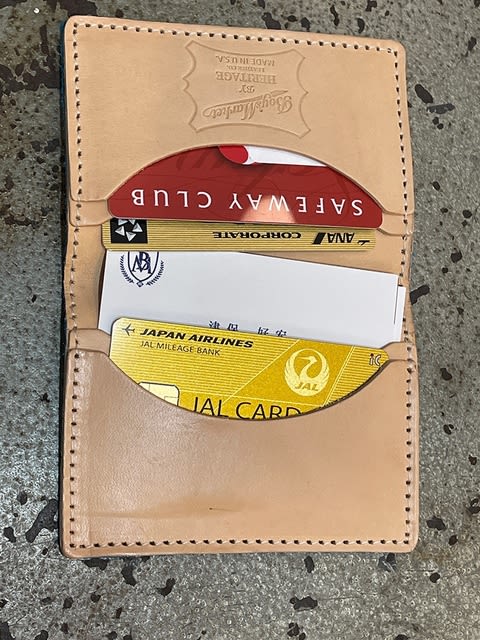 Boys Market
BY
HERITAGE
LEATHER CO.
MADE IN U.S.A.
SAFEWAY CLUB
ANA CORPORATE
JAPAN AIRLINES
JAL MILEAGE BANK
JAL
JAL CARD